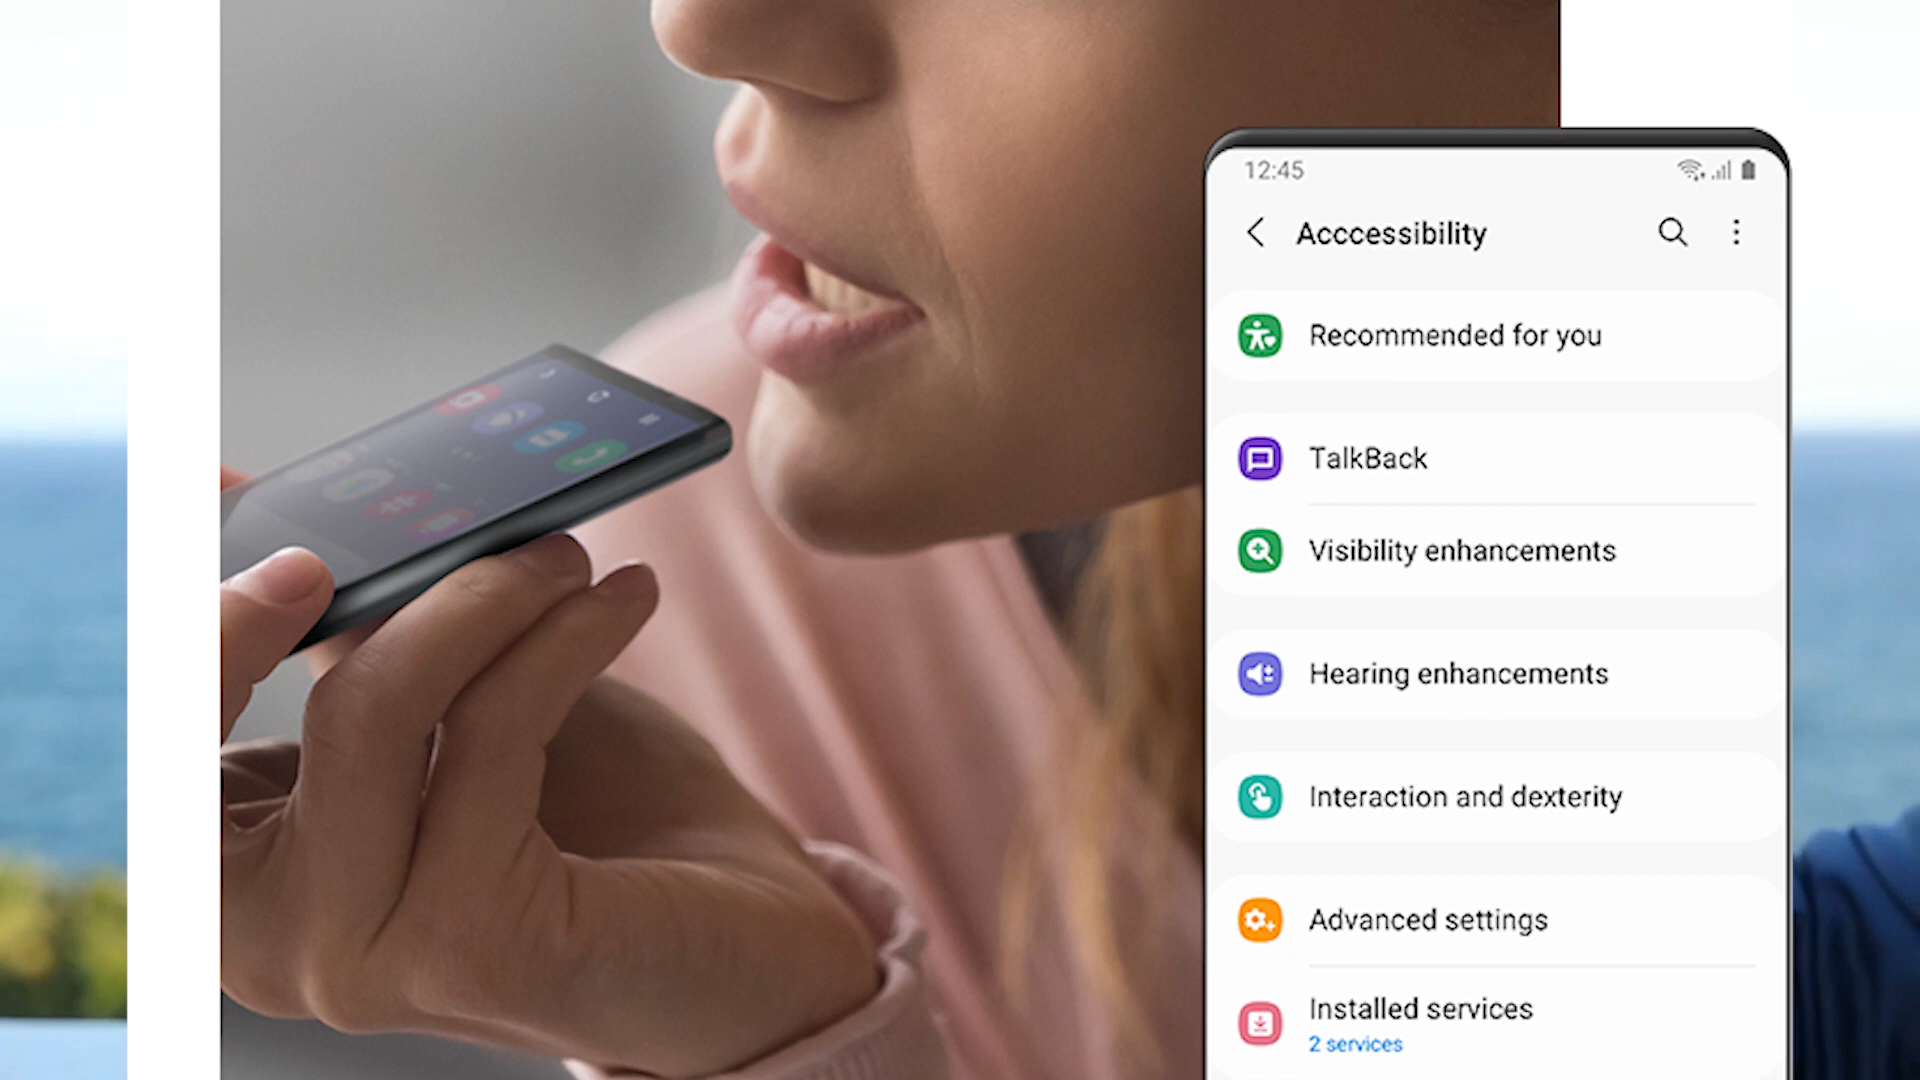 12:45
Acccessibility
Recommended for you
TalkBack
Visibility enhancements
Hearing enhancements
Interaction and dexterity
Advanced settings
Installed services
2 services